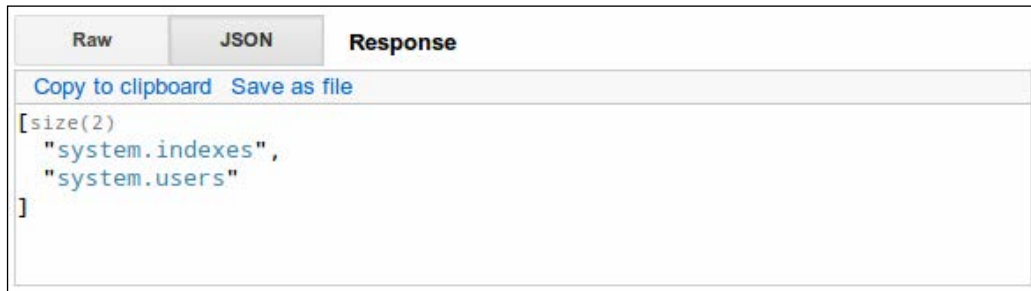 Raw JSON Response
Copy to clipboard Save as file
[size(2)
"system.indexes",
"system.users"
]